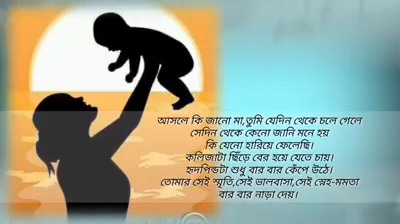 আসলে কি জানো মা,তুমি যেদিন থেকে চলে গেলে
সেদিন থেকে কেনো জানি মনে হয়
কি যেনো হারিয়ে ফেলেছি।
কলিজাটা ছিঁড়ে বের হয়ে যেতে চায়।
হৃদপিন্ডটা শুধু বার বার কেঁপে উঠে।
তোমার সেই স্মৃতি,সেই ভালবাসা,সেই স্নেহ-মমতা
বার বার নাড়া দেয়।